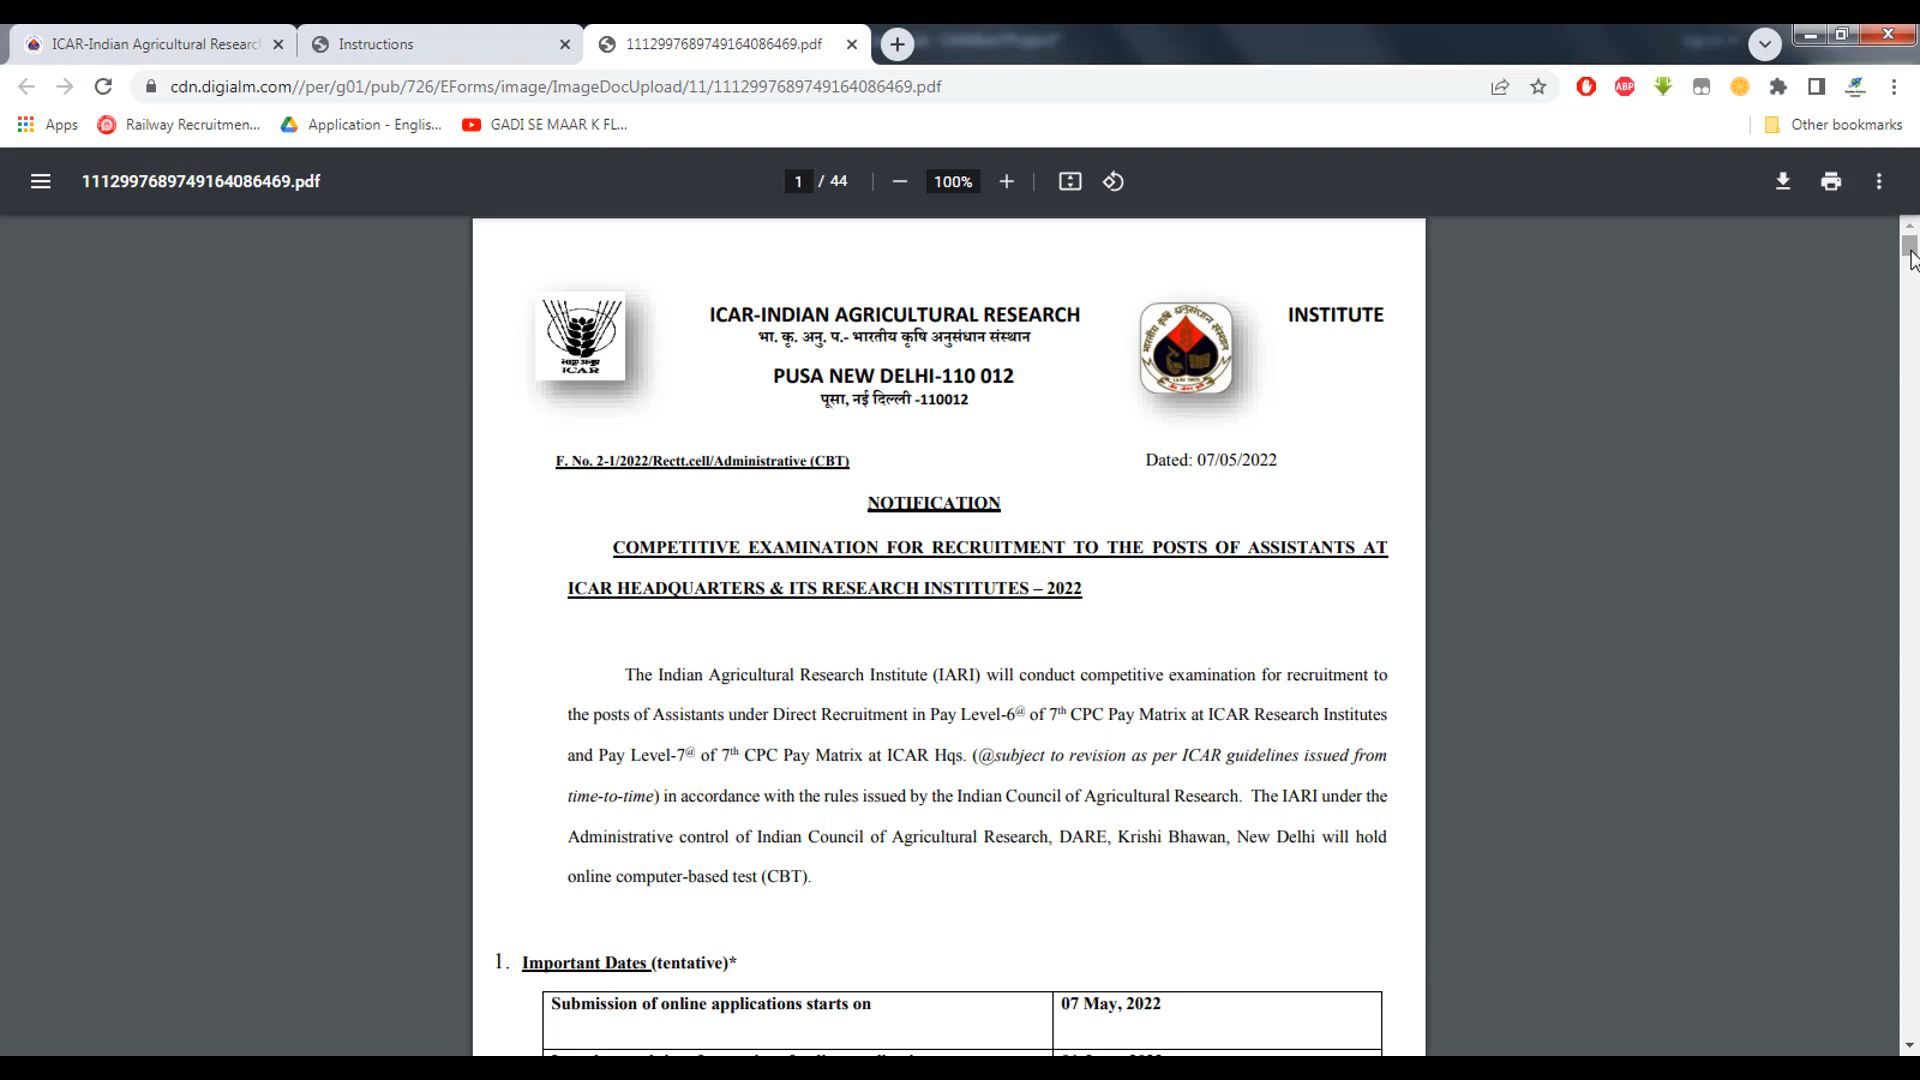 ICAR-Indian Agricultural Researc
Instructions
1112997689749164086469.pdf
cdn.digialm.com//per/g01/pub/726/EForms/image/ImageDocUpload/11/1112997689749164086469.pdf
ABP
Apps
Railway Recruitmen...
Application - Englis...
GADI SE MAAR K FL...
Other bookmarks
1112997689749164086469.pdf
1 / 44
100%
ICAR-INDIAN AGRICULTURAL RESEARCH INSTITUTE
भा. कृ. अनु. प.- भारतीय कृषि अनुसंधान संस्थान
PUSA NEW DELHI-110 012
पूसा, नई दिल्ली -110012
ICAR
F. No. 2-1/2022/Rectt.cell/Administrative (CBT)
Dated: 07/05/2022
NOTIFICATION
COMPETITIVE EXAMINATION FOR RECRUITMENT TO THE POSTS OF ASSISTANTS AT
ICAR HEADQUARTERS & ITS RESEARCH INSTITUTES – 2022
The Indian Agricultural Research Institute (IARI) will conduct competitive examination for recruitment to
the posts of Assistants under Direct Recruitment in Pay Level-6@ of 7th CPC Pay Matrix at ICAR Research Institutes
and Pay Level-7@ of 7th CPC Pay Matrix at ICAR Hqs. (@subject to revision as per ICAR guidelines issued from
time-to-time) in accordance with the rules issued by the Indian Council of Agricultural Research. The IARI under the
Administrative control of Indian Council of Agricultural Research, DARE, Krishi Bhawan, New Delhi will hold
online computer-based test (CBT).
1. Important Dates (tentative)*
Submission of online applications starts on
07 May, 2022